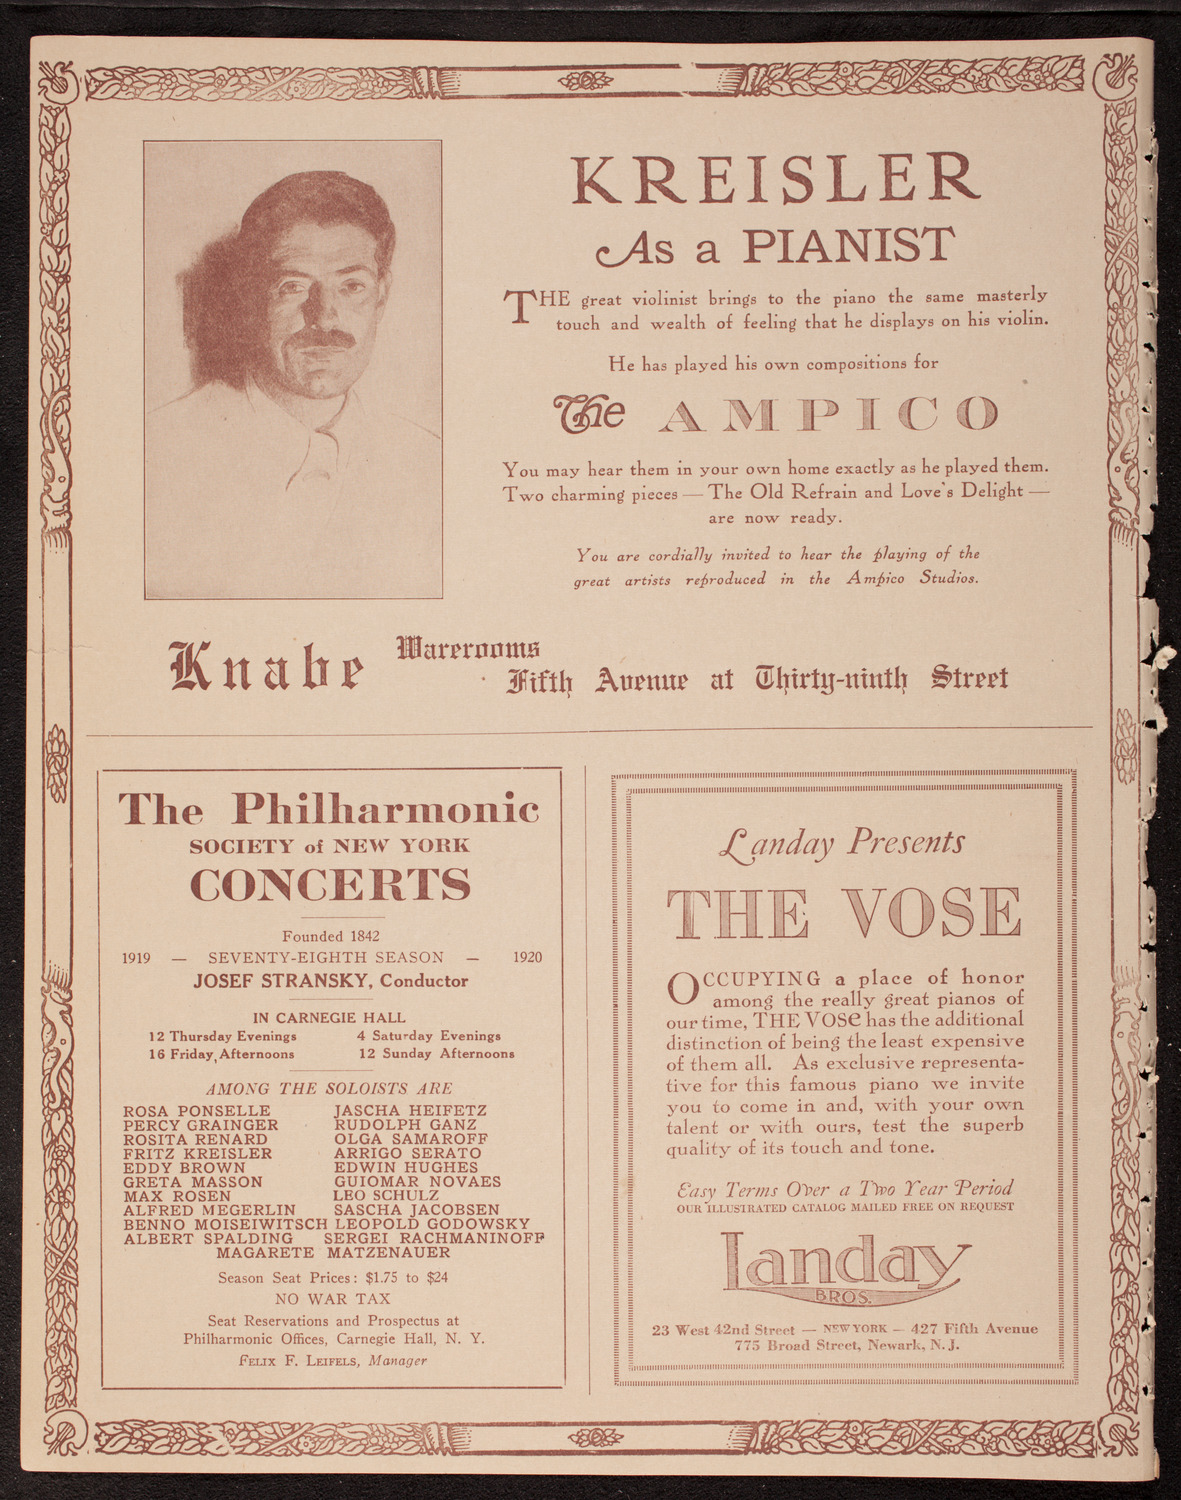 KREISLER
As a PIANIST
THE great violinist brings to the piano the same masterly
touch and wealth of feeling that he displays on his violin.
He has played his own compositions for
The AMPICO
You may hear them in your own home exactly as he played them.
Two charming pieces — The Old Refrain and Love's Delight —
are now ready.
You are cordially invited to hear the playing of the
great artists reproduced in the Ampico Studios.
Knabe Warerooms
Fifth Avenue at Thirty-ninth Street
The Philharmonic
SOCIETY of NEW YORK
CONCERTS
Founded 1842
1919 — SEVENTY-EIGHTH SEASON — 1920
JOSEF STRANSKY, Conductor
IN CARNEGIE HALL
12 Thursday Evenings 4 Saturday Evenings
16 Friday Afternoons 12 Sunday Afternoons
AMONG THE SOLOISTS ARE
ROSA PONSELLE JASCHA HEIFETZ
PERCY GRAINGER RUDOLPH GANZ
ROSITA RENARD OLGA SAMAROFF
FRITZ KREISLER ARRIGO SERATO
EDDY BROWN EDWIN HUGHES
GRETA MASSON GUIOMAR NOVAES
MAX ROSEN LEO SCHULZ
ALFRED MEGERLIN SASCHA JACOBSEN
BENNO MOISEIWITSCH LEOPOLD GODOWSKY
ALBERT SPALDING SERGEI RACHMANINOFF
MAGARETE MATZENAUER
Season Seat Prices: $1.75 to $24
NO WAR TAX
Seat Reservations and Prospectus at
Philharmonic Offices, Carnegie Hall, N. Y.
FELIX F. LEIFELS, Manager
Landay Presents
THE VOSE
OCCUPYING a place of honor
among the really great pianos of
our time, THE VOSE has the additional
distinction of being the least expensive
of them all. As exclusive representa-
tive for this famous piano we invite
you to come in and, with your own
talent or with ours, test the superb
quality of its touch and tone.
Easy Terms Over a Two Year Period
OUR ILLUSTRATED CATALOG MAILED FREE ON REQUEST
Landay
BROS.
23 West 42nd Street — NEW YORK — 427 Fifth Avenue
775 Broad Street, Newark, N. J.